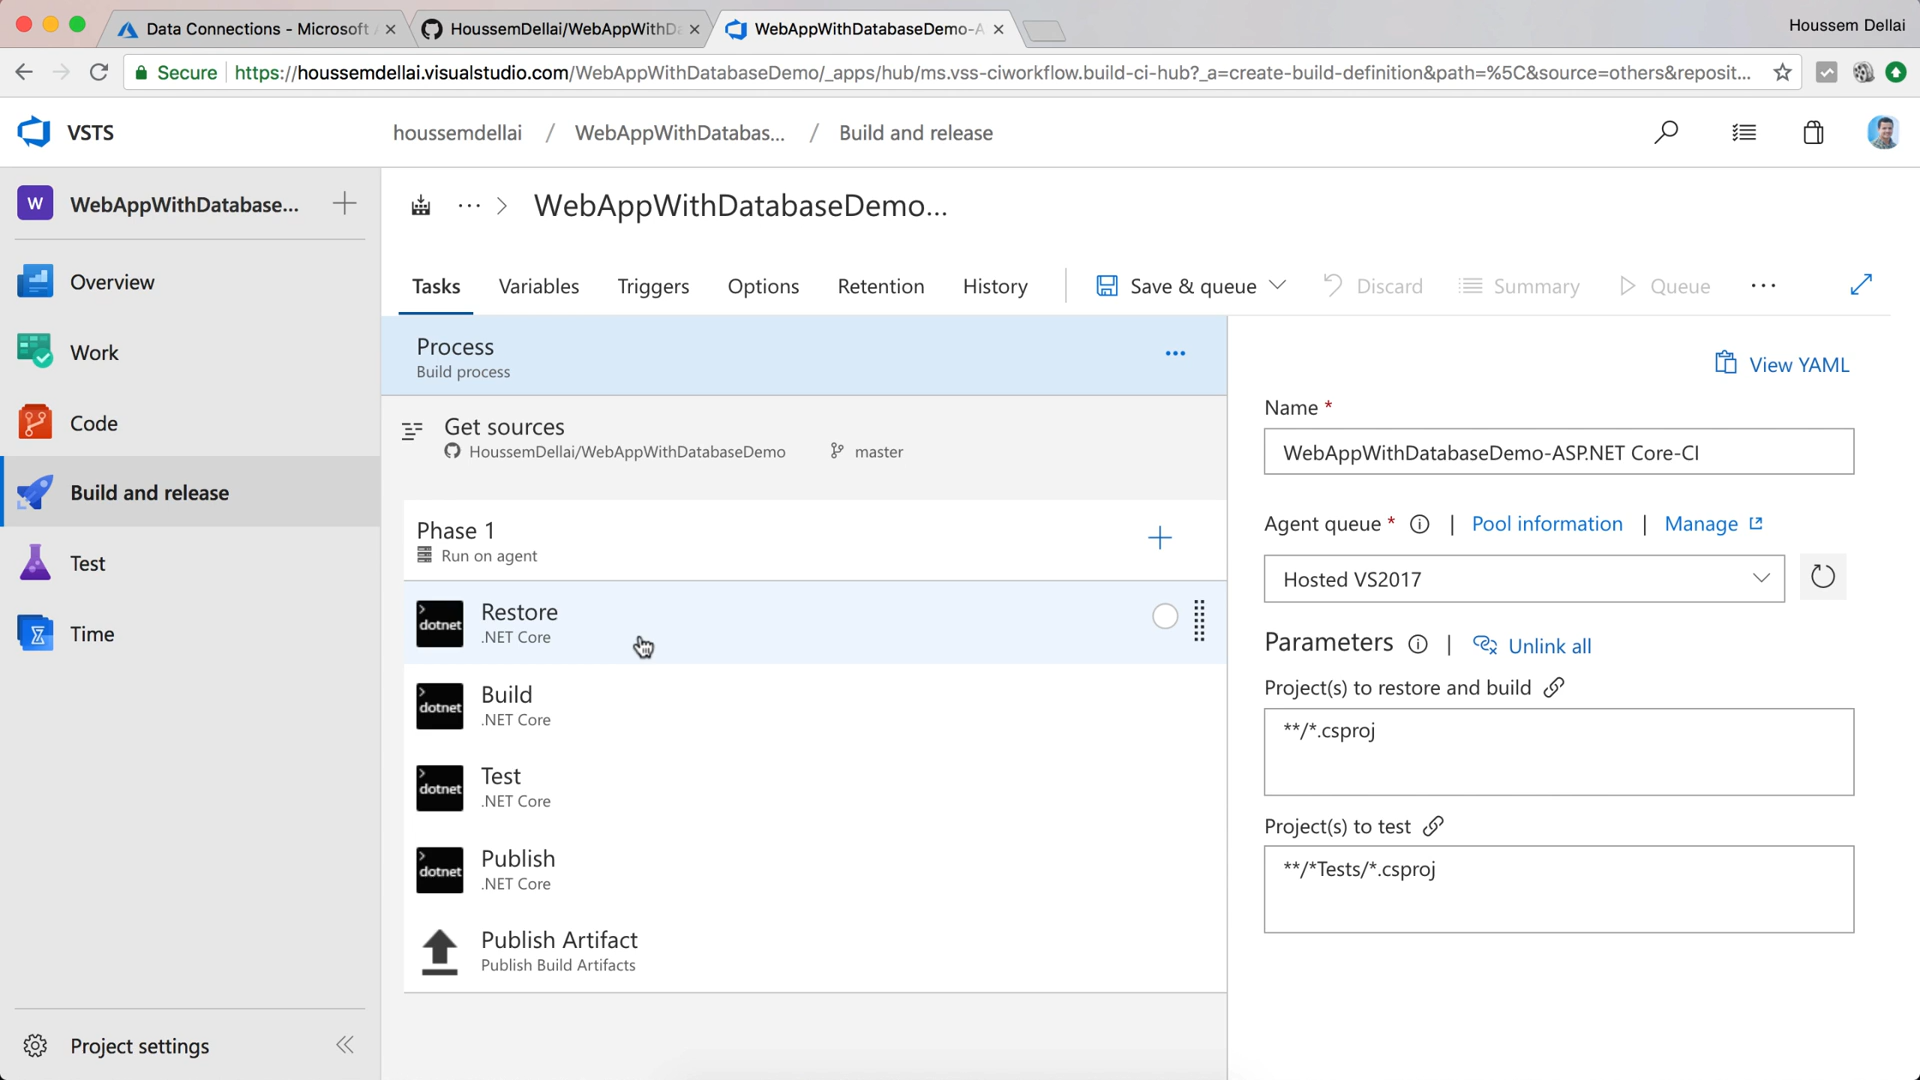 Data Connections - Microsoft A
HoussemDellai/WebAppWithDa
WebAppWithDatabaseDemo-A
Houssem Dellai
Secure
https://houssemdellai.visualstudio.com/WebAppWithDatabaseDemo/_apps/hub/ms.vss-ciworkflow.build-ci-hub?_a=create-build-definition&path=%5C&source=others&reposit...
VSTS
houssemdellai / WebAppWithDatabas... / Build and release
W WebAppWithDatabase...
WebAppWithDatabaseDemo...
Overview
Work
Code
Build and release
Test
Time
Project settings
Tasks Variables Triggers Options Retention History Save & queue Discard Summary Queue
Process
Build process
Get sources
HoussemDellai/WebAppWithDatabaseDemo master
Phase 1
Run on agent
dotnet
Restore
.NET Core
dotnet
Build
.NET Core
dotnet
Test
.NET Core
dotnet
Publish
.NET Core
Publish Artifact
Publish Build Artifacts
View YAML
Name *
WebAppWithDatabaseDemo-ASP.NET Core-CI
Agent queue * | Pool information | Manage
Hosted VS2017
Parameters | Unlink all
Project(s) to restore and build
**/*.csproj
Project(s) to test
**/*Tests/*.csproj